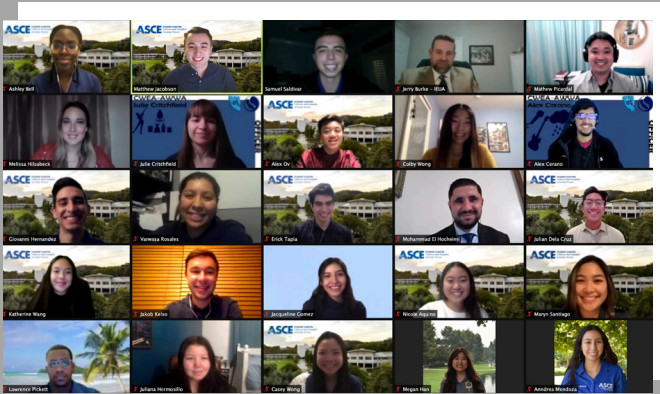 ASCE
Ashley Bell
ASCE
Matthew Jacobson
Samuel Saldivar
Jerry Burke - IEUA
Mathew Picardal
Melissa Hilsabeck
CWEA-AWWA
Julie Critchfield
Julie Critchfield
ASCE
Alex Ov
Colby Wong
CWEA-AWWA
Alex Cerano
Alex Cerano
ASCE
Giovanni Hernandez
Vanessa Rosales
ASCE
Erick Tapia
Mohammad El Hocheimi
ASCE
Julian Dela Cruz
ASCE
Katherine Wang
Jakob Kelso
Jacqueline Gomez
ASCE
Nicole Aquino
ASCE
Maryn Santiago
Lawrence Pickett
Juliana Hermosillo
ASCE
Casey Wong
Megan Han
ASCE
Anndrea Mendoza